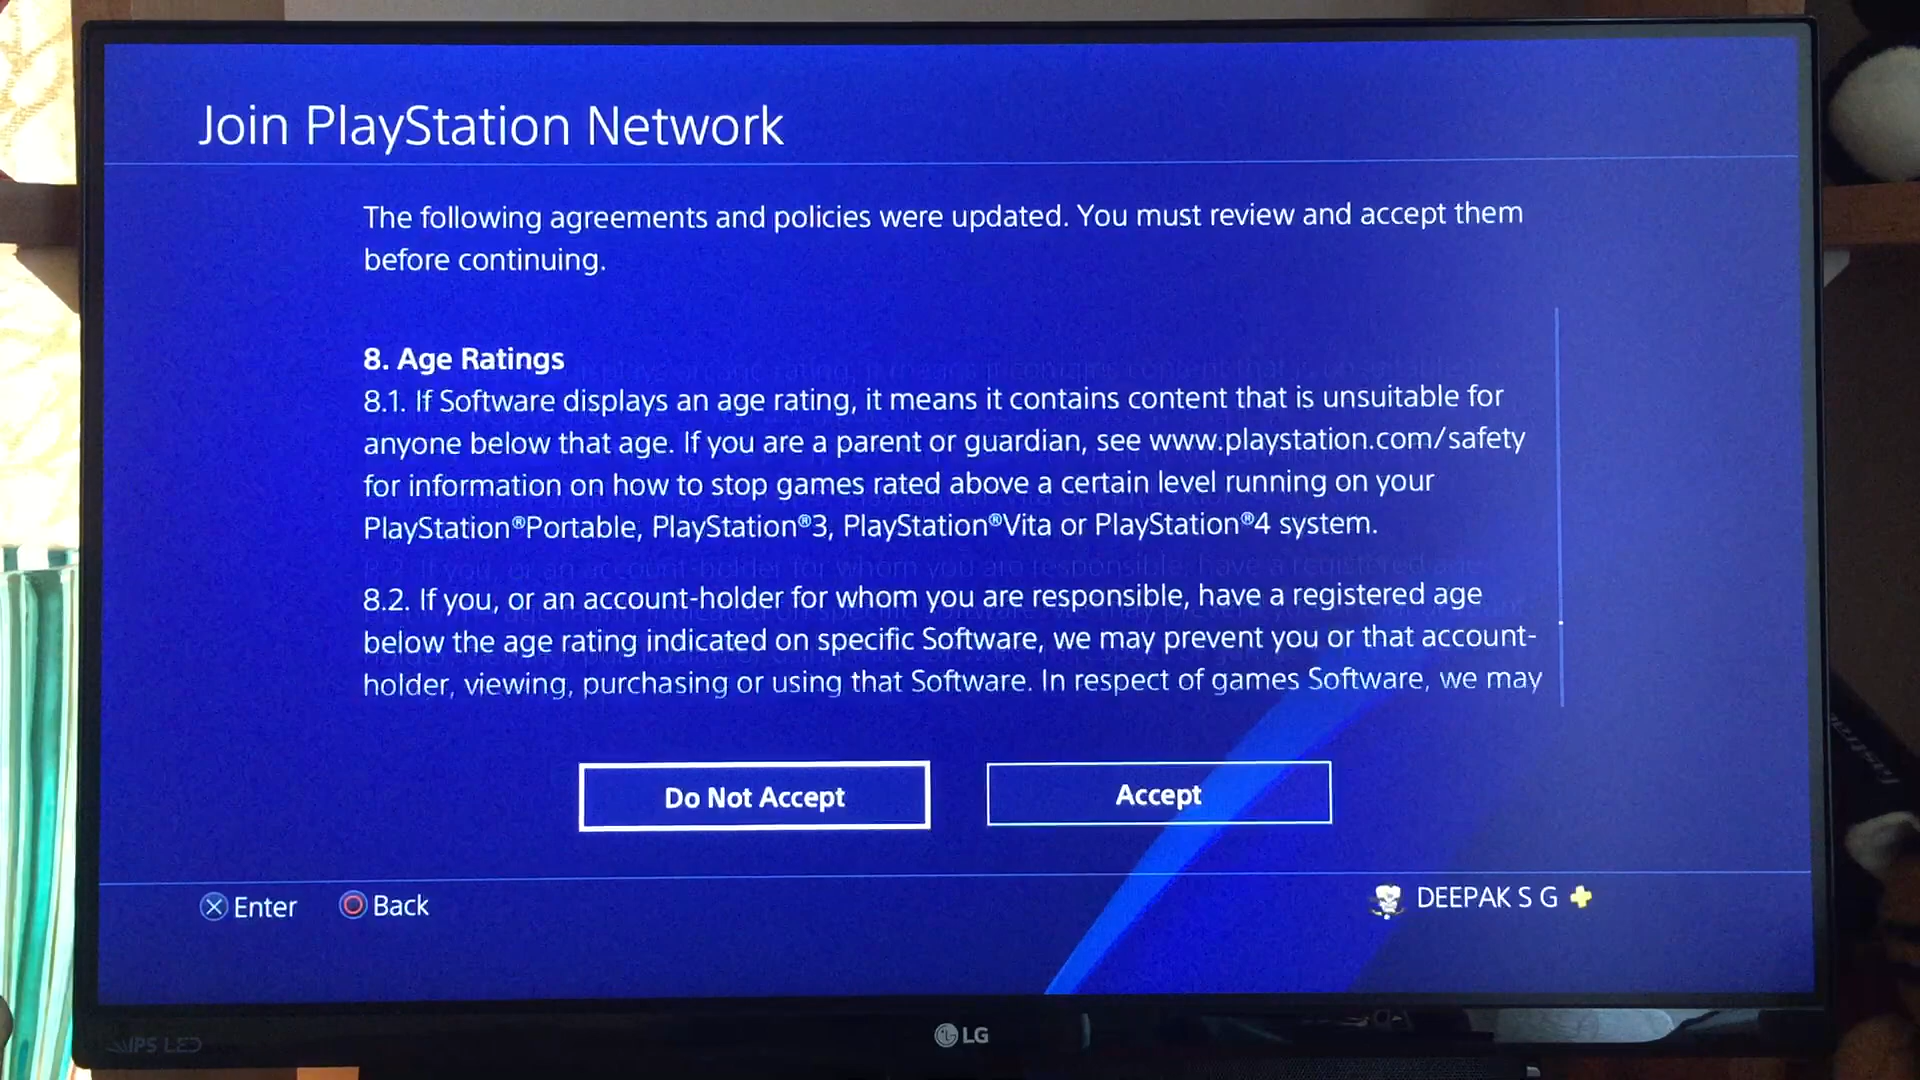 Join PlayStation Network
The following agreements and policies were updated. You must review and accept them
before continuing.
8. Age Ratings
8.1. If Software displays an age rating, it means it contains content that is unsuitable for
anyone below that age. If you are a parent or guardian, see www.playstation.com/safety
for information on how to stop games rated above a certain level running on your
PlayStation®Portable, PlayStation®3, PlayStation®Vita or PlayStation®4 system.
8.2. If you, or an account-holder for whom you are responsible, have a registered age
below the age rating indicated on specific Software, we may prevent you or that account-
holder, viewing, purchasing or using that Software. In respect of games Software, we may
Do Not Accept
Accept
Enter
Back
DEEPAK S G
IPS LED
LG